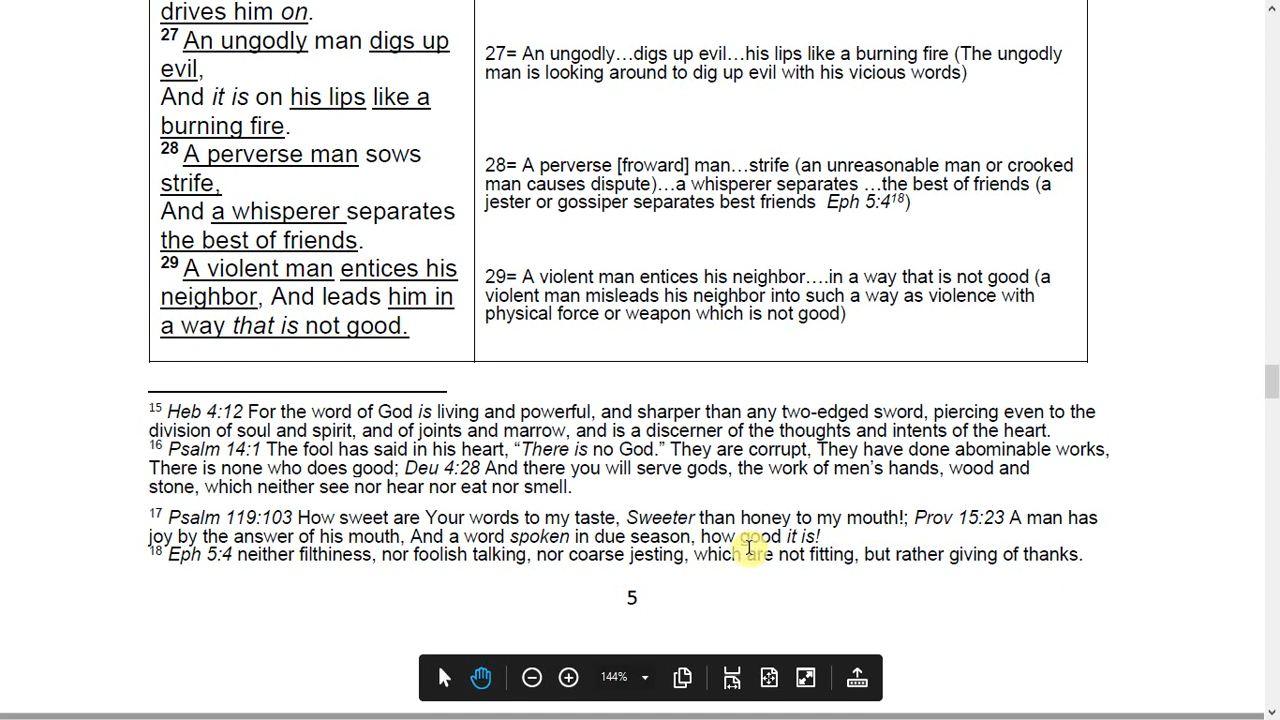 drives him on.
27 An ungodly man digs up
evil,
And it is on his lips like a
burning fire.
28 A perverse man sows
strife,
And a whisperer separates
the best of friends.
29 A violent man entices his
neighbor, And leads him in
a way that is not good.
27= An ungodly…digs up evil…his lips like a burning fire (The ungodly
man is looking around to dig up evil with his vicious words)
28= A perverse [froward] man…strife (an unreasonable man or crooked
man causes dispute)…a whisperer separates …the best of friends (a
jester or gossiper separates best friends Eph 5:4 18)
29= A violent man entices his neighbor….in a way that is not good (a
violent man misleads his neighbor into such a way as violence with
physical force or weapon which is not good)
15 Heb 4:12 For the word of God is living and powerful, and sharper than any two-edged sword, piercing even to the
division of soul and spirit, and of joints and marrow, and is a discerner of the thoughts and intents of the heart.
16 Psalm 14:1 The fool has said in his heart, “There is no God.” They are corrupt, They have done abominable works,
There is none who does good; Deu 4:28 And there you will serve gods, the work of men’s hands, wood and
stone, which neither see nor hear nor eat nor smell.
17 Psalm 119:103 How sweet are Your words to my taste, Sweeter than honey to my mouth!; Prov 15:23 A man has
joy by the answer of his mouth, And a word spoken in due season, how good it is!
18 Eph 5:4 neither filthiness, nor foolish talking, nor coarse jesting, which are not fitting, but rather giving of thanks.
5
144%